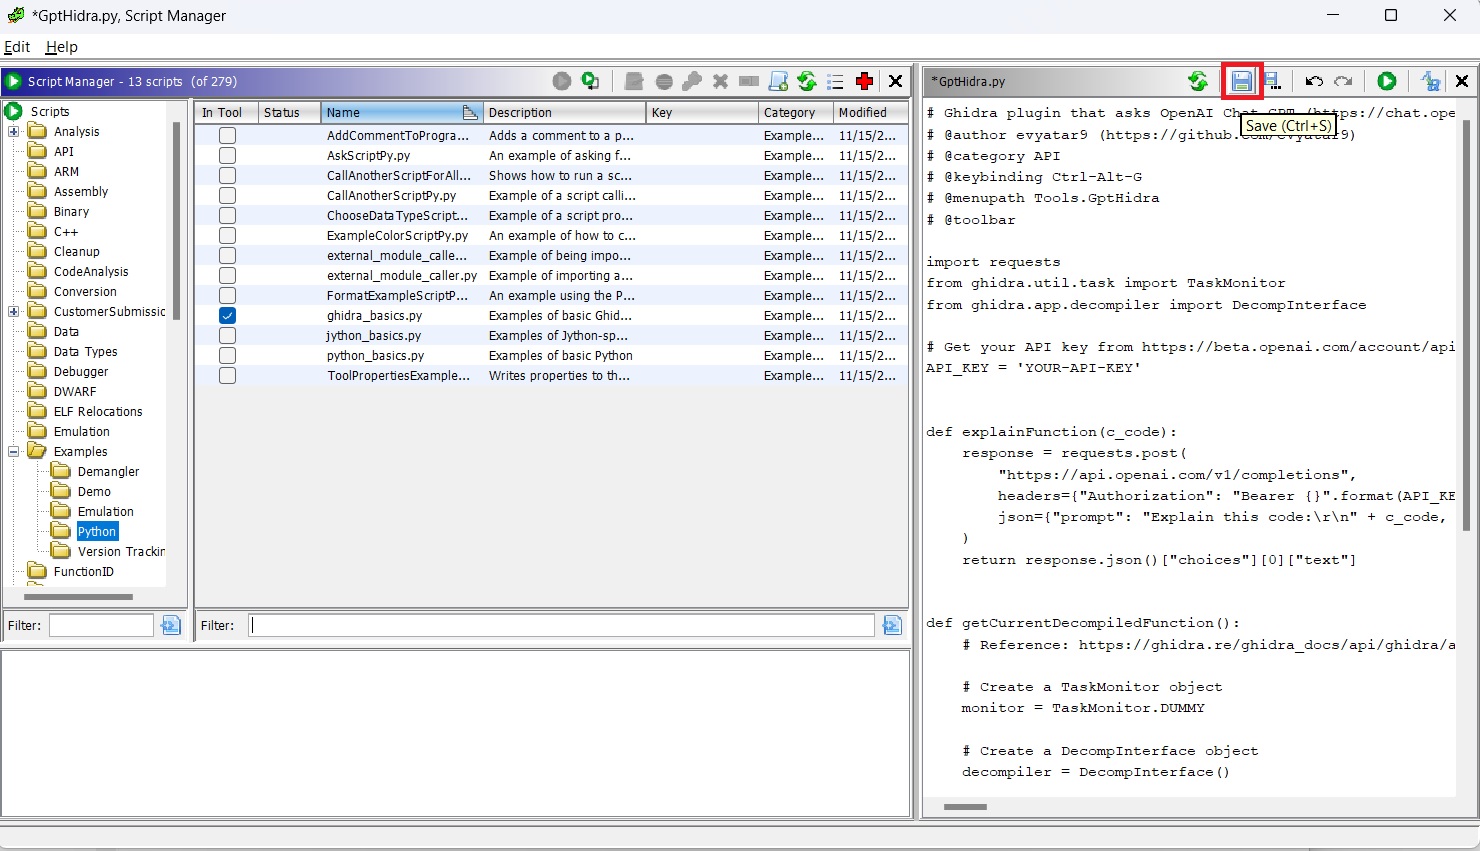 *GptHidra.py, Script Manager
Edit Help
Script Manager - 13 scripts (of 279)
Scripts
Analysis
API
ARM
Assembly
Binary
C++
Cleanup
CodeAnalysis
Conversion
CustomerSubmissic
Data
Data Types
Debugger
DWARF
ELF Relocations
Emulation
Examples
Demangler
Demo
Emulation
Python
Version Trackin
FunctionID
Filter:
In Tool Status Name Description Key Category Modified
AddCommentToProgra... Adds a comment to a p... Example... 11/15/2...
AskScriptPy.py An example of asking f... Example... 11/15/2...
CallAnotherScriptForAll... Shows how to run a sc... Example... 11/15/2...
CallAnotherScriptPy.py Example of a script calli... Example... 11/15/2...
ChooseDataTypeScript... Example of a script pro... Example... 11/15/2...
ExampleColorScriptPy.py An example of how to c... Example... 11/15/2...
external_module_calle... Example of being impo... Example... 11/15/2...
external_module_caller.py Example of importing a... Example... 11/15/2...
FormatExampleScriptP... An example using the P... Example... 11/15/2...
ghidra_basics.py Examples of basic Ghid... Example... 11/15/2...
jython_basics.py Examples of Jython-sp... Example... 11/15/2...
python_basics.py Examples of basic Python Example... 11/15/2...
ToolPropertiesExample... Writes properties to th... Example... 11/15/2...
Filter:
*GptHidra.py
Save (Ctrl+S)
# Ghidra plugin that asks OpenAI Chat GPT (https://chat.ope
# @author evyatar9 (https://github.com/evyatar9)
# @category API
# @keybinding Ctrl-Alt-G
# @menupath Tools.GptHidra
# @toolbar
import requests
from ghidra.util.task import TaskMonitor
from ghidra.app.decompiler import DecompInterface
# Get your API key from https://beta.openai.com/account/api
API_KEY = 'YOUR-API-KEY'
def explainFunction(c_code):
response = requests.post(
"https://api.openai.com/v1/completions",
headers={"Authorization": "Bearer {}".format(API_KE
json={"prompt": "Explain this code:\r\n" + c_code,
)
return response.json()["choices"][0]["text"]
def getCurrentDecompiledFunction():
# Reference: https://ghidra.re/ghidra_docs/api/ghidra/a
# Create a TaskMonitor object
monitor = TaskMonitor.DUMMY
# Create a DecompInterface object
decompiler = DecompInterface()